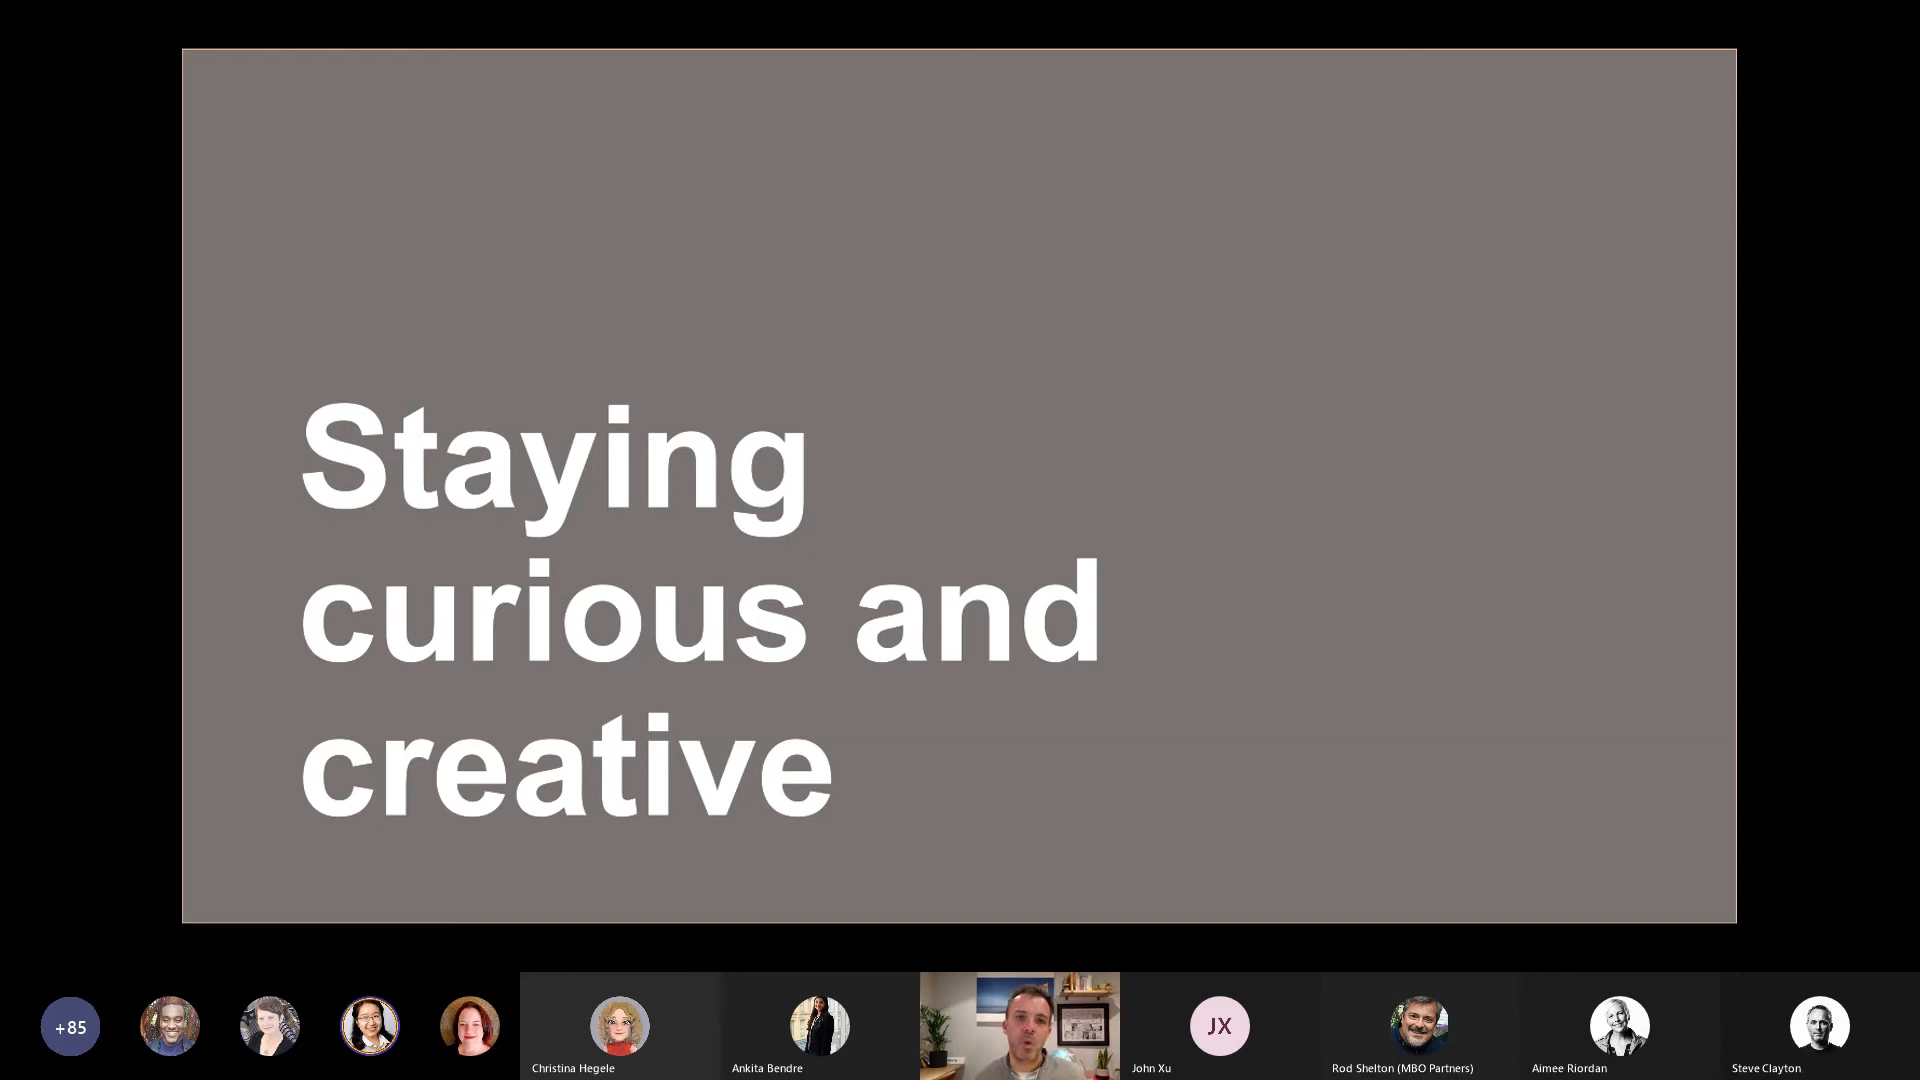 Staying
curious and
creative
+85
Christina Hegele
Ankita Bendre
JX
John Xu
Rod Shelton (MBO Partners)
Aimee Riordan
Steve Clayton